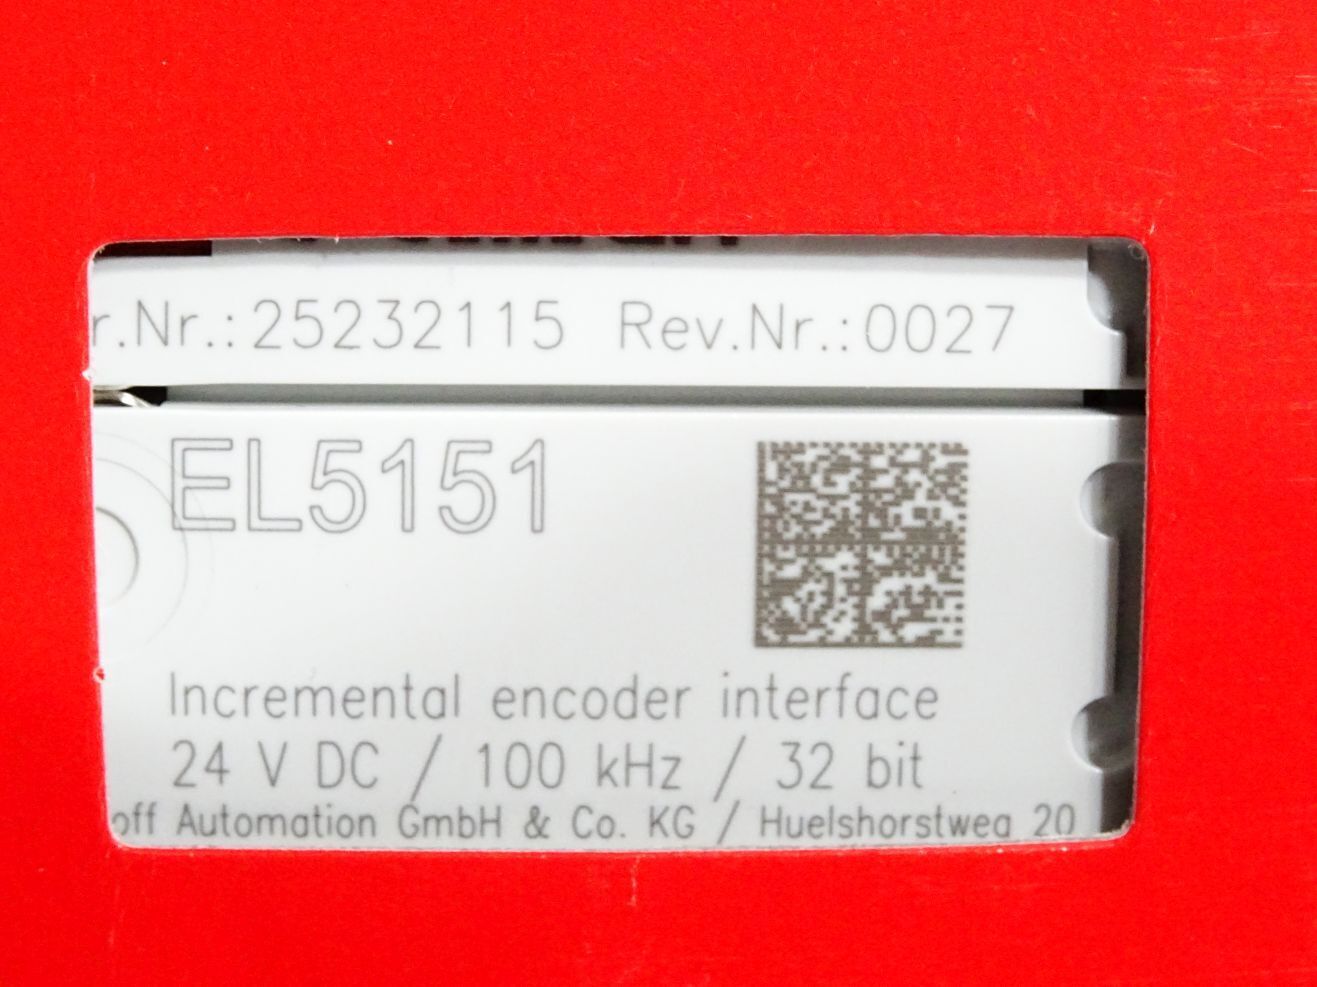 r.Nr.:25232115 Rev.Nr.:0027
EL5151
Incremental encoder interface
24 V DC / 100 kHz / 32 bit
off Automation GmbH & Co. KG / Huelshorstweg 20